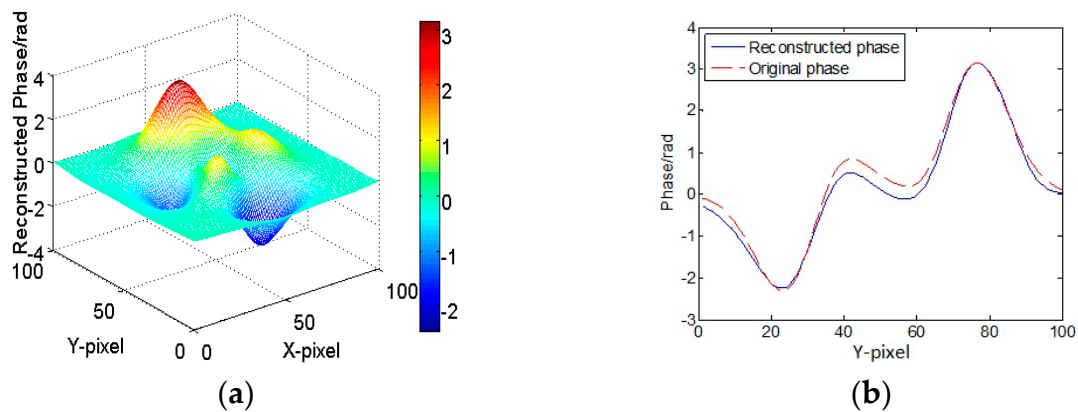 Reconstructed Phase/rad
4
2
0
-2
-4
100
50
0
Y-pixel
0
50
100
X-pixel
3
2
1
0
-1
-2
(a)
Reconstructed phase
Original phase
Phase/rad
4
3
2
1
0
-1
-2
-3
0 20 40 60 80 100
Y-pixel
(b)